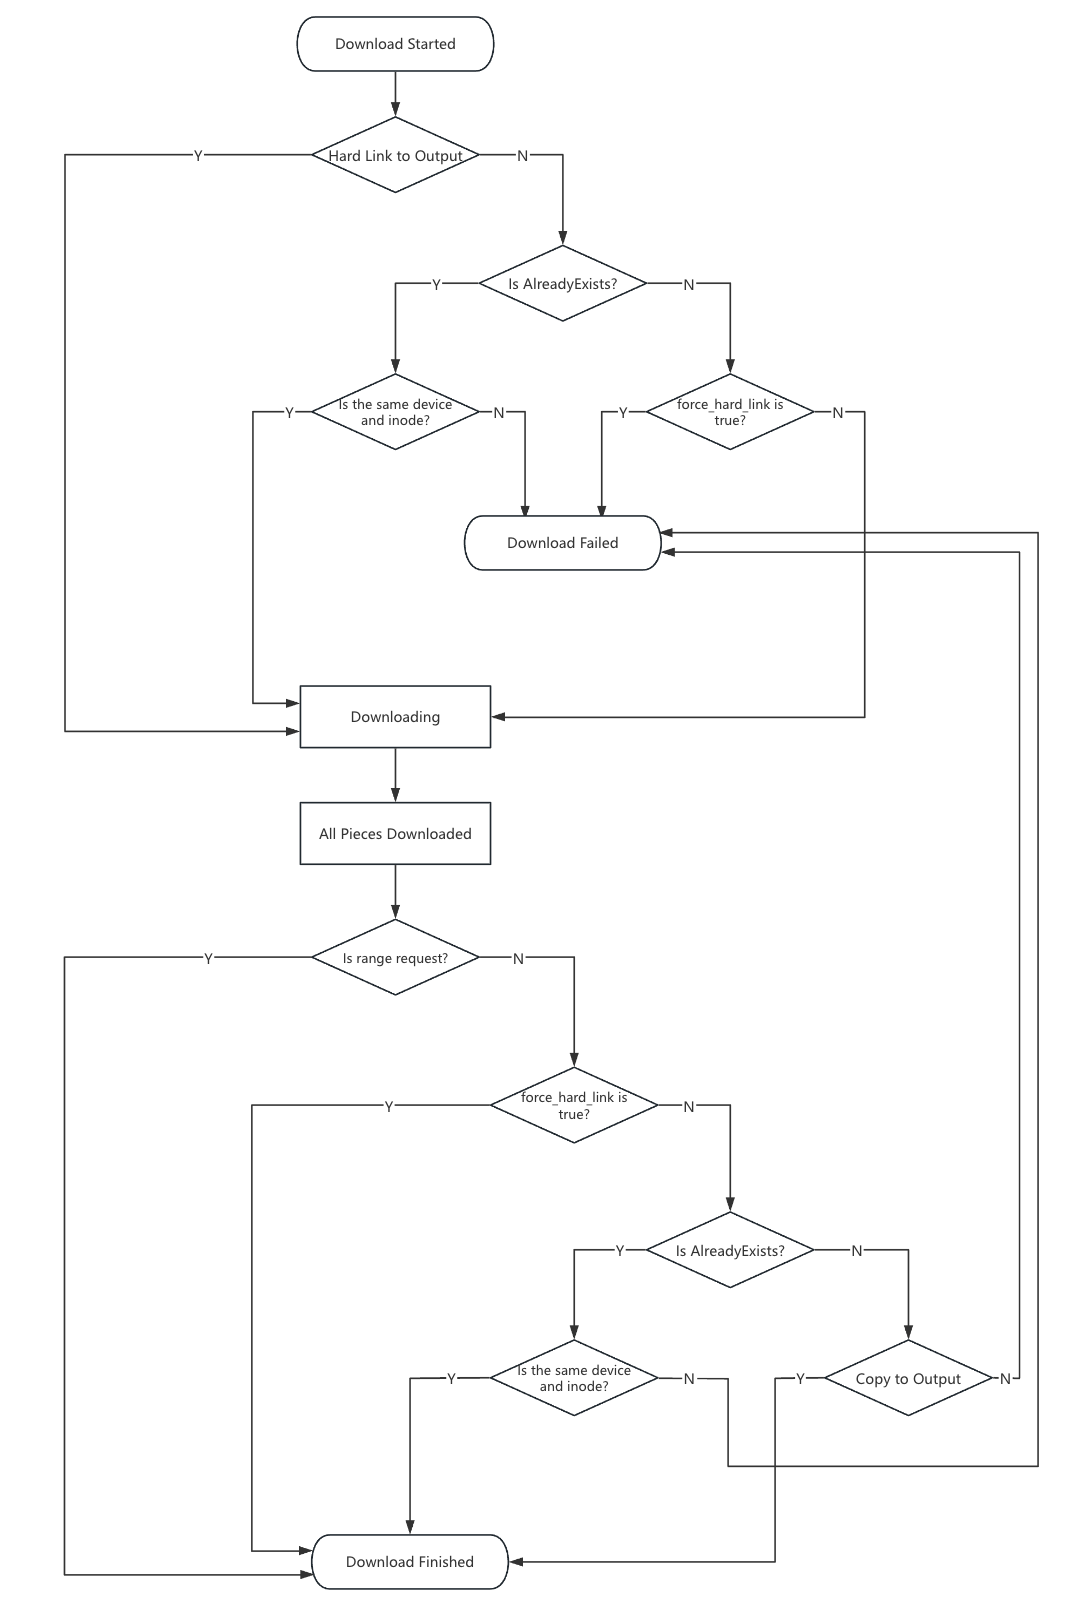 Download Started
Y
Hard Link to Output
N
Y
Is AlreadyExists?
N
Y
Is the same device
and inode?
N
Y
force_hard_link is
true?
N
Download Failed
Downloading
All Pieces Downloaded
Y
Is range request?
N
Y
force_hard_link is
true?
N
Y
Is AlreadyExists?
N
Y
Is the same device
and inode?
N
Y
Copy to Output
N
Download Finished